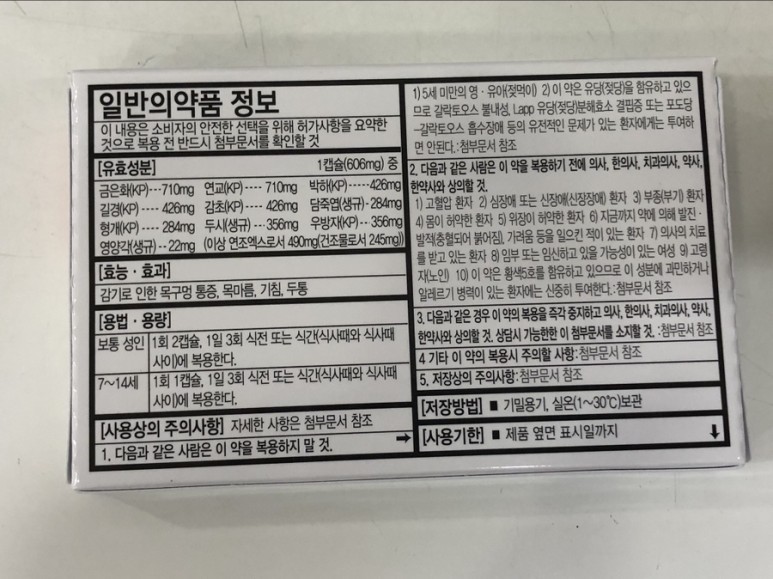 일반의약품 정보
이 내용은 소비자의 안전한 선택을 위해 허가사항을 요약한
것으로 복용 전 반드시 첨부문서를 확인할 것
[유효성분] 1캡슐(606mg) 중
금은화(KP)---710mg 연교(KP)---- 710mg 박하(KP)-----426mg
길경(KP)---- 426mg 감초(KP)---- 426mg 담죽엽(생규)-284mg
형개(KP)---- 284mg 두시(생규)---356mg 우방자(KP)-- 356mg
영양각(생규)-- 22mg (이상 연조엑스로서 490mg(건조물로서 245mg))
[효능·효과]
감기로 인한 목구멍 통증, 목마름, 기침, 두통
[용법·용량]
보통 성인 1회 2캡슐, 1일 3회 식전 또는 식간(식사때와 식사때
사이)에 복용한다.
7~14세 1회 1캡슐, 1일 3회 식전 또는 식간(식사때와 식사때
사이)에 복용한다.
[사용상의 주의사항] 자세한 사항은 첨부문서 참조
1. 다음과 같은 사람은 이 약을 복용하지 말 것. ➞
1) 5세 미만의 영·유아(젖먹이) 2) 이 약은 유당(젖당)을 함유하고 있으
므로 갈락토오스 불내성, Lapp 유당(젖당)분해효소 결핍증 또는 포도당
-갈락토오스 흡수장애 등의 유전적인 문제가 있는 환자에게는 투여하
면 안된다.:첨부문서 참조
2. 다음과 같은 사람은 이 약을 복용하기 전에 의사, 한의사, 치과의사, 약사,
한약사와 상의할 것.
1) 고혈압 환자 2) 심장애 또는 신장애(신장장애) 환자 3) 부종(부기) 환자
4) 몸이 허약한 환자 5) 위장이 허약한 환자 6) 지금까지 약에 의해 발진·
발적(충혈되어 붉어짐), 가려움 등을 일으킨 적이 있는 환자 7) 의사의 치료
를 받고 있는 환자 8) 임부 또는 임신하고 있을 가능성이 있는 여성 9) 고령
자(노인) 10) 이 약은 황색5호를 함유하고 있으므로 이 성분에 과민하거나
알레르기 병력이 있는 환자에는 신중히 투여한다.:첨부문서 참조
3. 다음과 같은 경우 이 약의 복용을 즉각 중지하고 의사, 한의사, 치과의사, 약사,
한약사와 상의할 것. 상담시 가능한한 이 첨부문서를 소지할 것. :첨부문서 참조
4 기타 이 약의 복용시 주의할 사항:첨부문서 참조
5. 저장상의 주의사항:첨부문서 참조
[저장방법] ■ 기밀용기, 실온(1~30℃)보관
[사용기한] ■ 제품 옆면 표시일까지 ↓